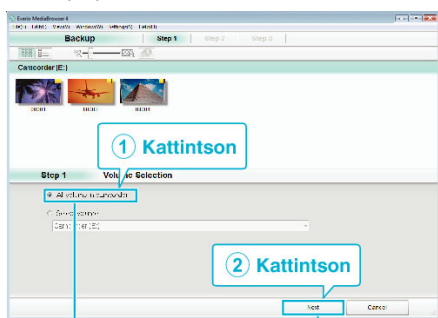 Everio MediaBrowser 4
Backup Step 1 Step 2 Step 3
Camcorder (E:)
① Kattintson
Step 1 Volume Selection
All volume in camcorder
② Kattintson
Next Cancel